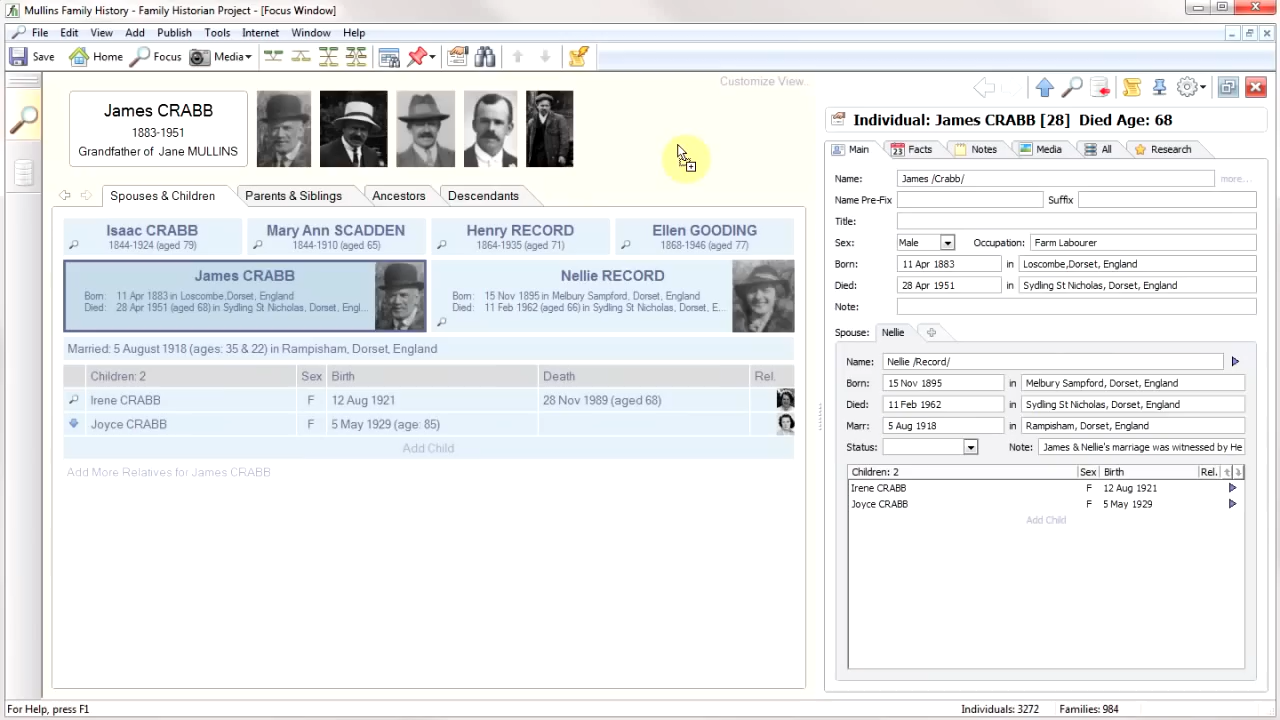 Mullins Family History - Family Historian Project - [Focus Window]
File Edit View Add Publish Tools Internet Window Help
Save Home Focus Media
Customize View..
James CRABB
1883-1951
Grandfather of Jane MULLINS
Spouses & Children Parents & Siblings Ancestors Descendants
Isaac CRABB Mary Ann SCADDEN Henry RECORD Ellen GOODING
1844-1924 (aged 79) 1844-1910 (aged 65) 1864-1935 (aged 71) 1868-1946 (aged 77)
James CRABB
Born: 11 Apr 1883 in Loscombe,Dorset, England
Died: 28 Apr 1951 (aged 68) in Sydling St Nicholas, Dorset, Engl...
Nellie RECORD
Born: 15 Nov 1895 in Melbury Sampford, Dorset, England
Died: 11 Feb 1962 (aged 66) in Sydling St Nicholas, Dorset, E...
Married: 5 August 1918 (ages: 35 & 22) in Rampisham, Dorset, England
Children: 2 Sex Birth Death Rel.
Irene CRABB F 12 Aug 1921 28 Nov 1989 (aged 68)
Joyce CRABB F 5 May 1929 (age: 85)
Add Child
Add More Relatives for James CRABB
Individual: James CRABB [28] Died Age: 68
Main 23 Facts Notes Media All Research
Name: James /Crabb/ more...
Name Pre-Fix Suffix
Title:
Sex: Male Occupation: Farm Labourer
Born: 11 Apr 1883 in Loscombe,Dorset, England
Died: 28 Apr 1951 in Sydling St Nicholas, Dorset, England
Note:
Spouse: Nellie
Name: Nellie /Record/
Born: 15 Nov 1895 in Melbury Sampford, Dorset, England
Died: 11 Feb 1962 in Sydling St Nicholas, Dorset, England
Marr: 5 Aug 1918 in Rampisham, Dorset, England
Status: Note: James & Nellie's marriage was witnessed by He
Children: 2 Sex Birth Rel.
Irene CRABB F 12 Aug 1921
Joyce CRABB F 5 May 1929
Add Child
For Help, press F1 Individuals: 3272 Families: 984